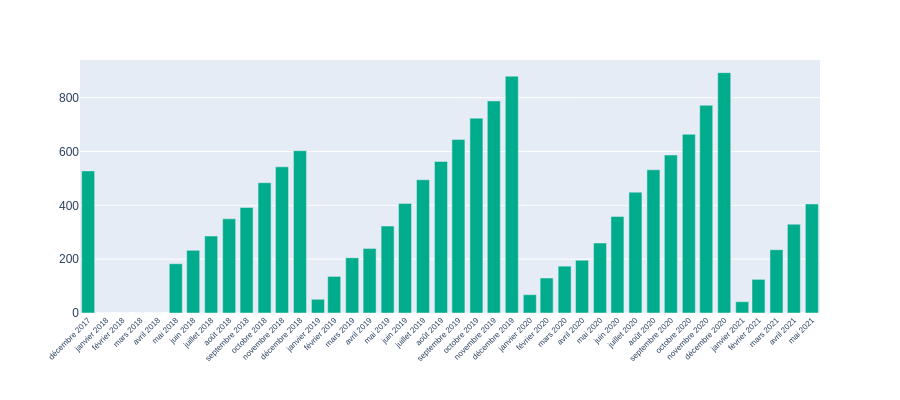 800
600
400
200
0
décembre 2017
janvier 2018
février 2018
mars 2018
avril 2018
mai 2018
juin 2018
juillet 2018
août 2018
septembre 2018
octobre 2018
novembre 2018
décembre 2018
janvier 2019
février 2019
mars 2019
avril 2019
mai 2019
juin 2019
juillet 2019
août 2019
septembre 2019
octobre 2019
novembre 2019
décembre 2019
janvier 2020
février 2020
mars 2020
avril 2020
mai 2020
juin 2020
juillet 2020
août 2020
septembre 2020
octobre 2020
novembre 2020
décembre 2020
janvier 2021
février 2021
mars 2021
avril 2021
mai 2021